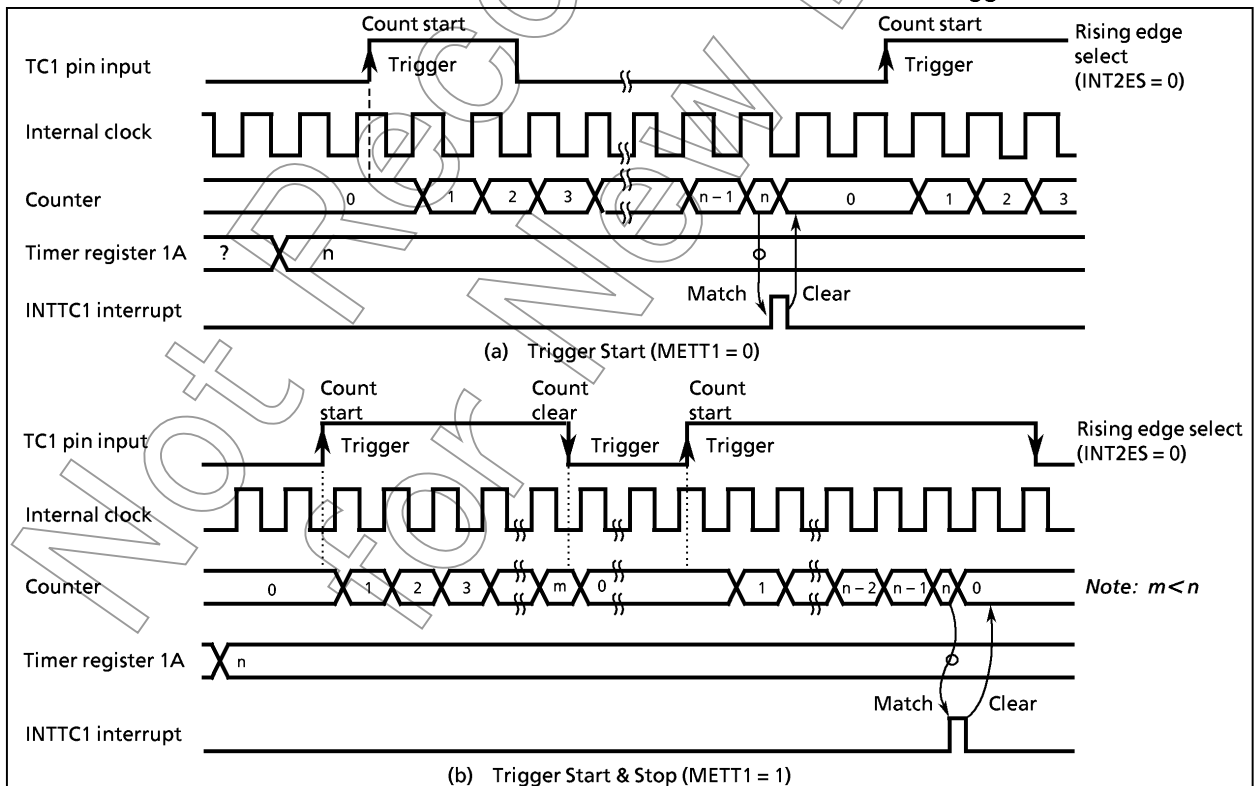 Count start
Count start
TC1 pin input
Trigger
Trigger
Rising edge
select
(INT2ES = 0)
Internal clock
Counter
0
1
2
3
n – 1
n
0
1
2
3
Timer register 1A
?
n
Match
Clear
INTTC1 interrupt
(a) Trigger Start (METT1 = 0)
Count
start
Count
clear
Count
start
TC1 pin input
Trigger
Trigger
Trigger
Rising edge select
(INT2ES = 0)
Internal clock
Counter
0
1
2
3
m
0
1
n – 2
n – 1
n
0
Note: m < n
Timer register 1A
n
Match
Clear
INTTC1 interrupt
(b) Trigger Start & Stop (METT1 = 1)
Not Reco
for New